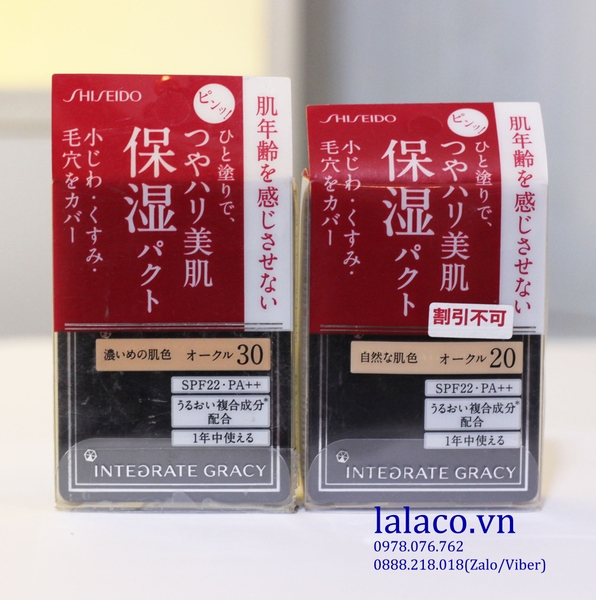 SHISEIDO
ピンッ!
肌年齢を感じさせない
ひと塗りで、
つやハリ美肌
保湿パクト
小じわ・くすみ・
毛穴をカバー
濃いめの肌色 オークル30
SPF22・PA++
うるおい複合成分*
配合
1年中使える
INTEGRATE GRACY
SHISEIDO
ピンッ!
肌年齢を感じさせない
ひと塗りで、
つやハリ美肌
保湿パクト
小じわ・くすみ・
毛穴をカバー
割引不可
自然な肌色 オークル20
SPF22・PA++
うるおい複合成分*
配合
1年中使える
INTEGRATE GRACY
lalaco.vn
0978.076.762
0888.218.018(Zalo/Viber)